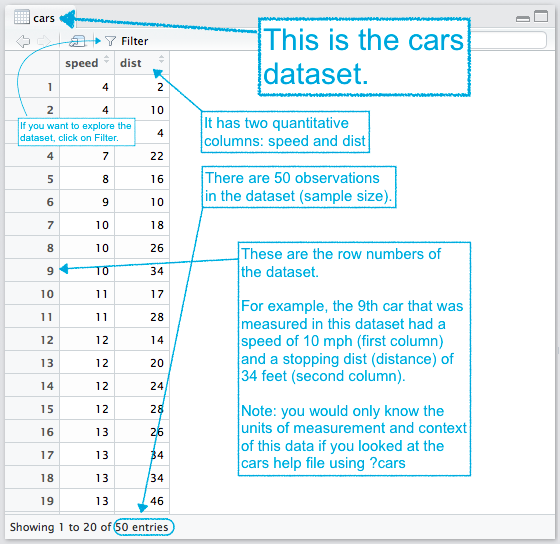 cars
This is the cars
dataset.
Filter
speed dist
1 4 2
2 4 10
If you want to explore the
dataset, click on Filter.
4
It has two quantitative
columns: speed and dist
4 7 22
5 8 16
There are 50 observations
in the dataset (sample size).
6 9 10
7 10 18
8 10 26
9 10 34
10 11 17
11 11 28
12 12 14
13 12 20
14 12 24
15 12 28
16 13 26
17 13 34
18 13 34
19 13 46
These are the row numbers of
the dataset.
For example, the 9th car that was
measured in this dataset had a
speed of 10 mph (first column)
and a stopping dist (distance) of
34 feet (second column).
Note: you would only know the
units of measurement and context
of this data if you looked at the
cars help file using ?cars
Showing 1 to 20 of 50 entries